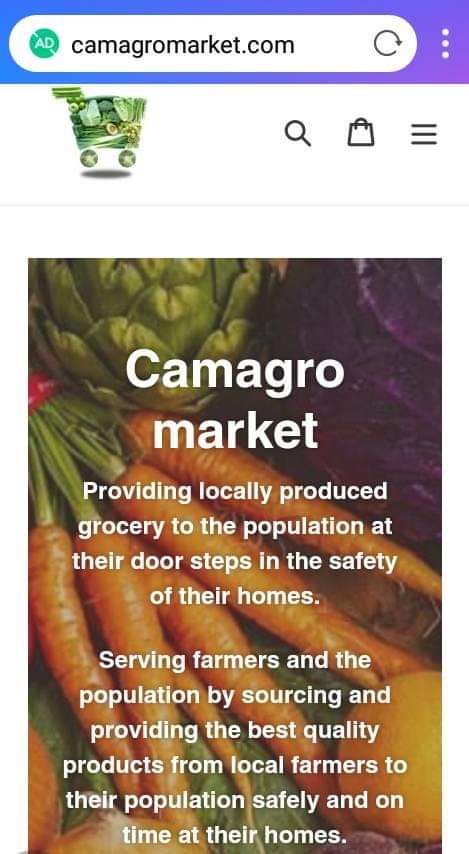 AD camagromarket.com
Camagro
market
Providing locally produced
grocery to the population at
their door steps in the safety
of their homes.
Serving farmers and the
population by sourcing and
providing the best quality
products from local farmers to
their population safely and on
time at their homes.